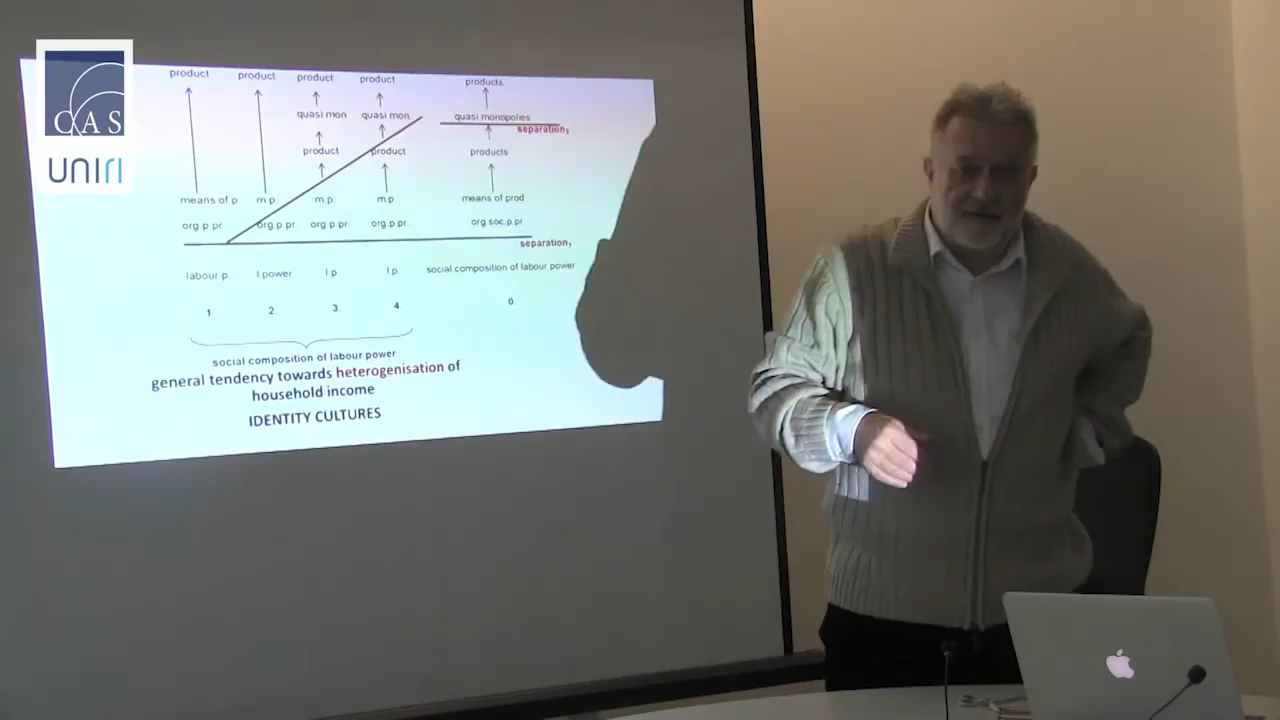 CAS
UNIRI
product product product product products
quasi mon quasi mon quasi monopolies
separation₂
product product products
means of p. m.p. m.p. m.p. means of prod
org.p.pr org.p.pr. org.p.pr org.p.pr. org.soc.p.pr
separation₁
labour p. l.power l.p. l.p. social composition of labour power
1 2. 3. 4. 0
social composition of labour power
general tendency towards heterogenisation of
household income
IDENTITY CULTURES